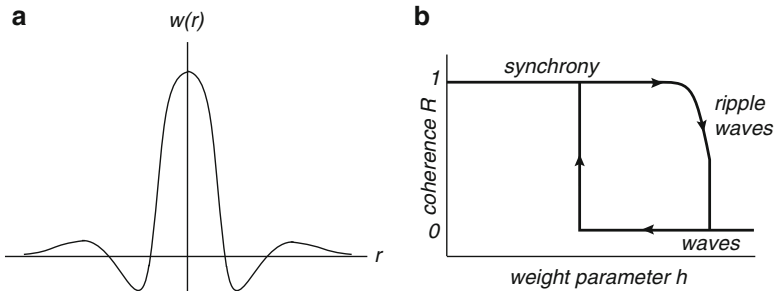 a
w(r)
r
b
coherence R
1
0
synchrony
ripple
waves
waves
weight parameter h